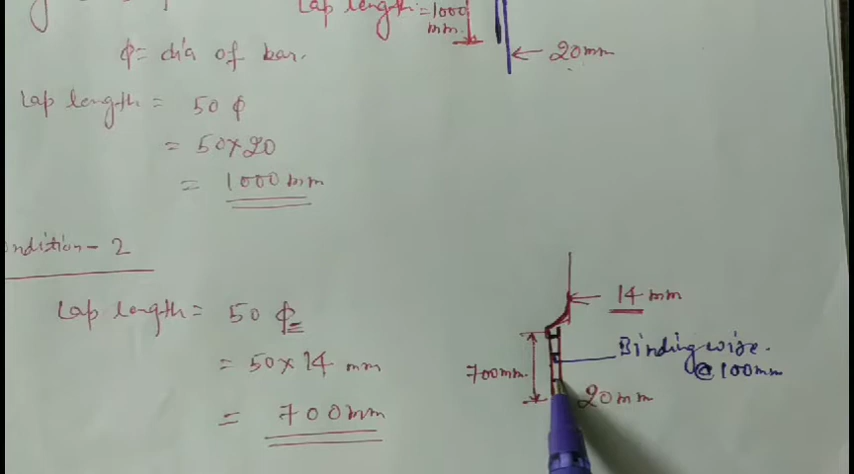 Lap length = 1000
mm.
φ = dia of bar.
20mm
Lap length = 50 φ
= 50×20
= 1000 mm
ndition - 2
Lap length = 50 φ
14 mm
= 50×14 mm
Binding wire.
@ 100mm
700mm.
20mm
= 700mm